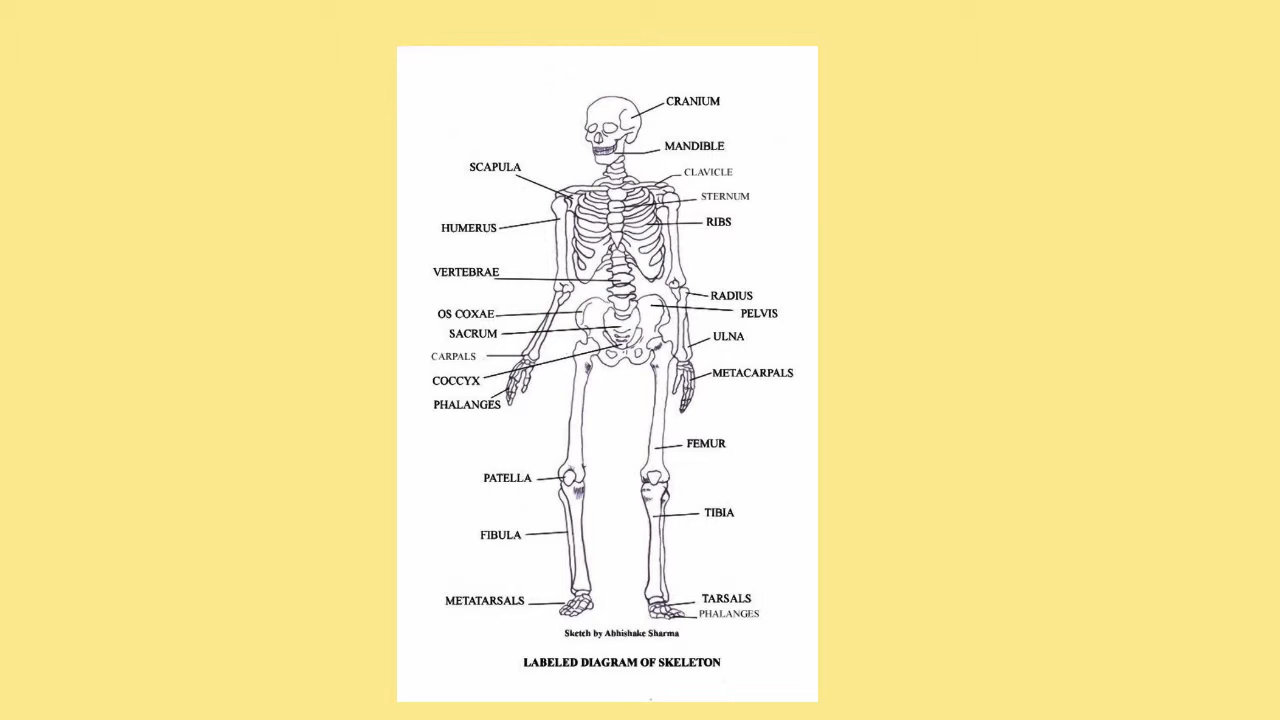 CRANIUM
MANDIBLE
SCAPULA
CLAVICLE
STERNUM
RIBS
HUMERUS
VERTEBRAE
RADIUS
OS COXAE
PELVIS
SACRUM
ULNA
CARPALS
METACARPALS
COCCYX
PHALANGES
FEMUR
PATELLA
TIBIA
FIBULA
METATARSALS
TARSALS
PHALANGES
Sketch by Abhishake Sharma
LABELED DIAGRAM OF SKELETON